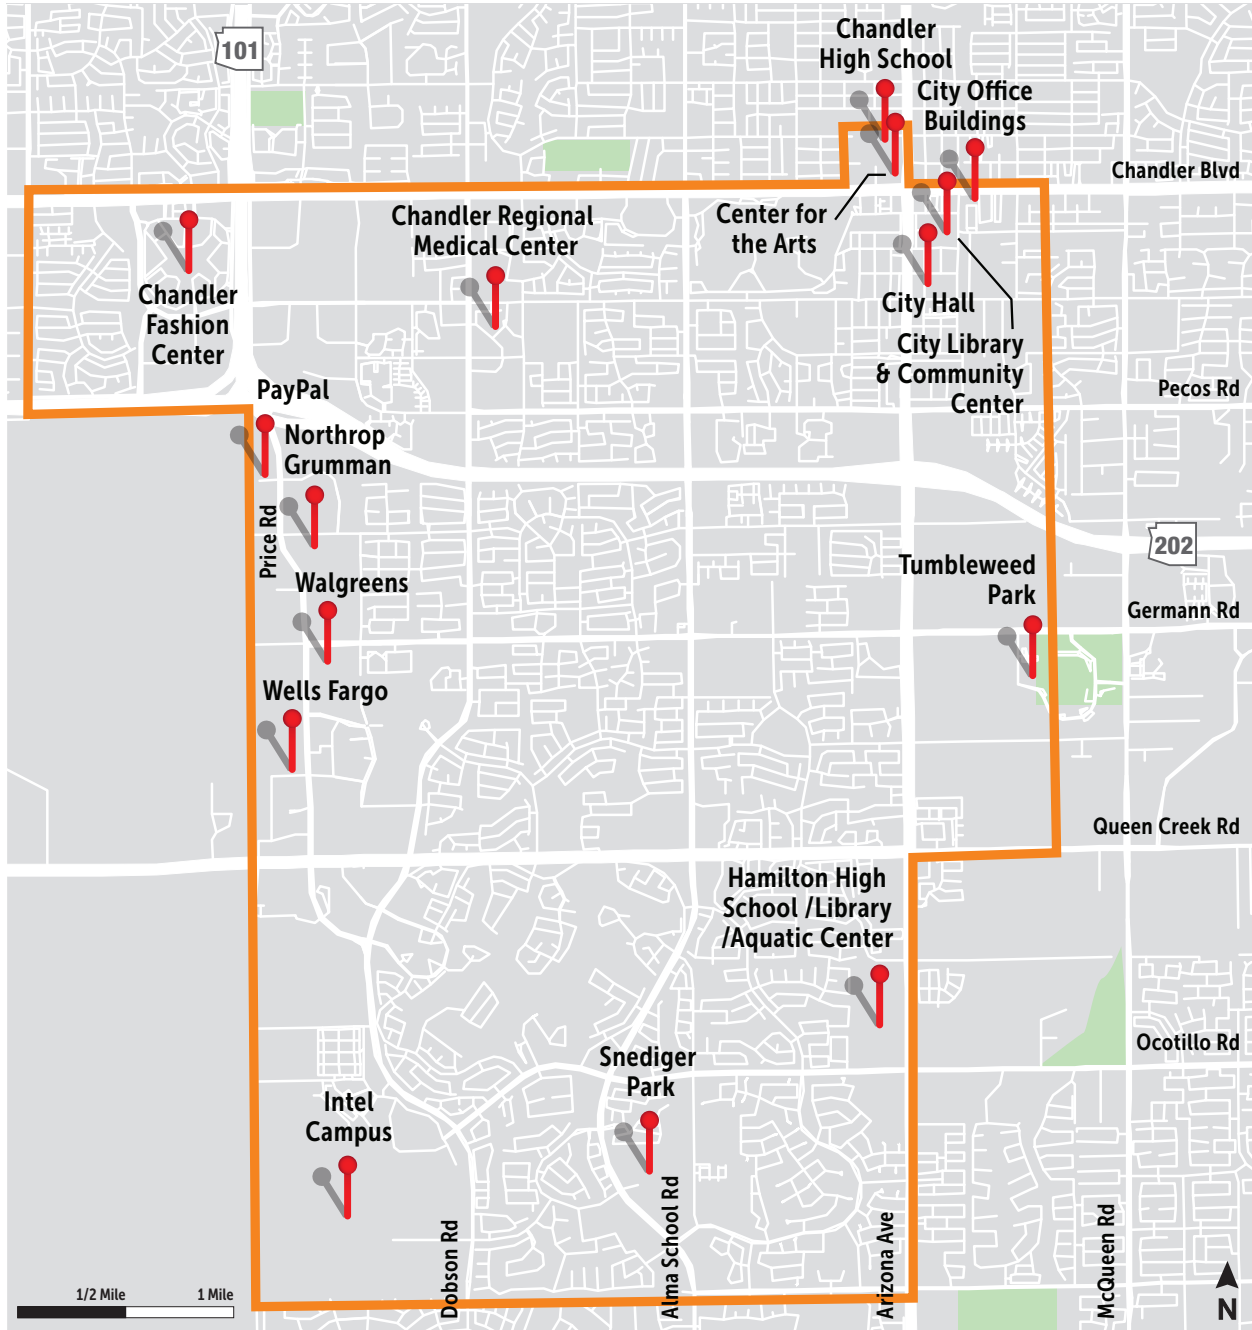 101
Chandler
High School
City Office
Buildings
Chandler Blvd
Center for
the Arts
Chandler Regional
Medical Center
Chandler
Fashion
Center
City Hall
City Library
& Community
Center
Pecos Rd
PayPal
Northrop
Grumman
Price Rd
202
Walgreens
Tumbleweed
Park
Germann Rd
Wells Fargo
Queen Creek Rd
Hamilton High
School /Library
/Aquatic Center
Ocotillo Rd
Snediger
Park
Intel
Campus
Dobson Rd
Alma School Rd
Arizona Ave
McQueen Rd
1/2 Mile
1 Mile
N